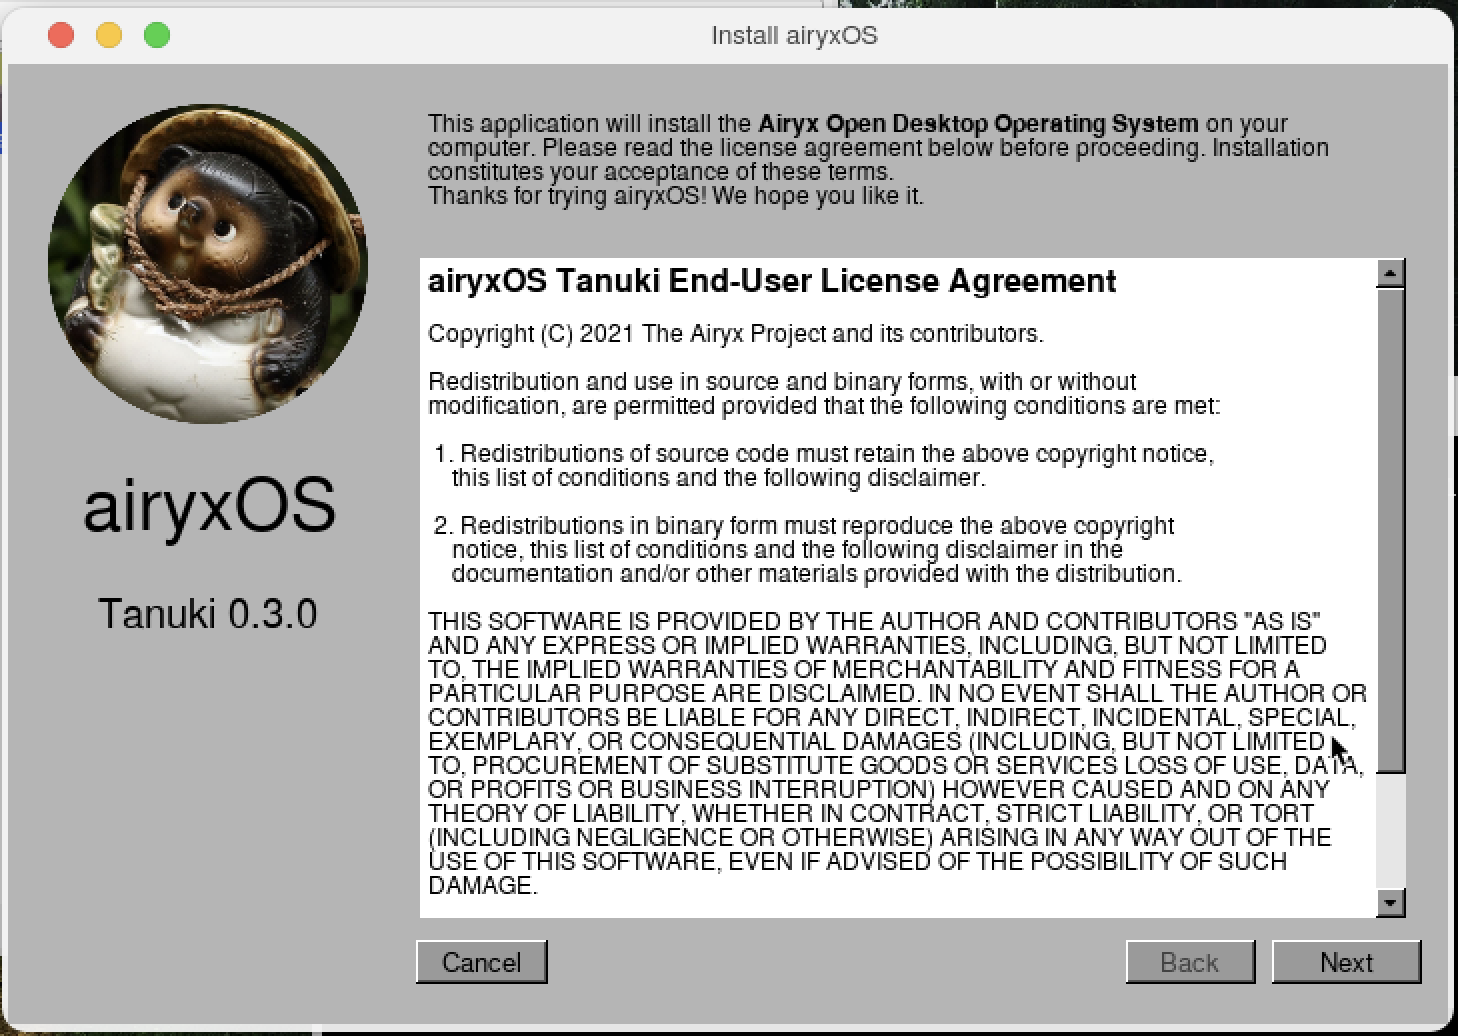 Install airyxOS
This application will install the Airyx Open Desktop Operating System on your
computer. Please read the license agreement below before proceeding. Installation
constitutes your acceptance of these terms.
Thanks for trying airyxOS! We hope you like it.
airyxOS
Tanuki 0.3.0
airyxOS Tanuki End-User License Agreement
Copyright (C) 2021 The Airyx Project and its contributors.
Redistribution and use in source and binary forms, with or without
modification, are permitted provided that the following conditions are met:
1. Redistributions of source code must retain the above copyright notice,
this list of conditions and the following disclaimer.
2. Redistributions in binary form must reproduce the above copyright
notice, this list of conditions and the following disclaimer in the
documentation and/or other materials provided with the distribution.
THIS SOFTWARE IS PROVIDED BY THE AUTHOR AND CONTRIBUTORS "AS IS"
AND ANY EXPRESS OR IMPLIED WARRANTIES, INCLUDING, BUT NOT LIMITED
TO, THE IMPLIED WARRANTIES OF MERCHANTABILITY AND FITNESS FOR A
PARTICULAR PURPOSE ARE DISCLAIMED. IN NO EVENT SHALL THE AUTHOR OR
CONTRIBUTORS BE LIABLE FOR ANY DIRECT, INDIRECT, INCIDENTAL, SPECIAL,
EXEMPLARY, OR CONSEQUENTIAL DAMAGES (INCLUDING, BUT NOT LIMITED
TO, PROCUREMENT OF SUBSTITUTE GOODS OR SERVICES LOSS OF USE, DATA,
OR PROFITS OR BUSINESS INTERRUPTION) HOWEVER CAUSED AND ON ANY
THEORY OF LIABILITY, WHETHER IN CONTRACT, STRICT LIABILITY, OR TORT
(INCLUDING NEGLIGENCE OR OTHERWISE) ARISING IN ANY WAY OUT OF THE
USE OF THIS SOFTWARE, EVEN IF ADVISED OF THE POSSIBILITY OF SUCH
DAMAGE.
Cancel
Back
Next